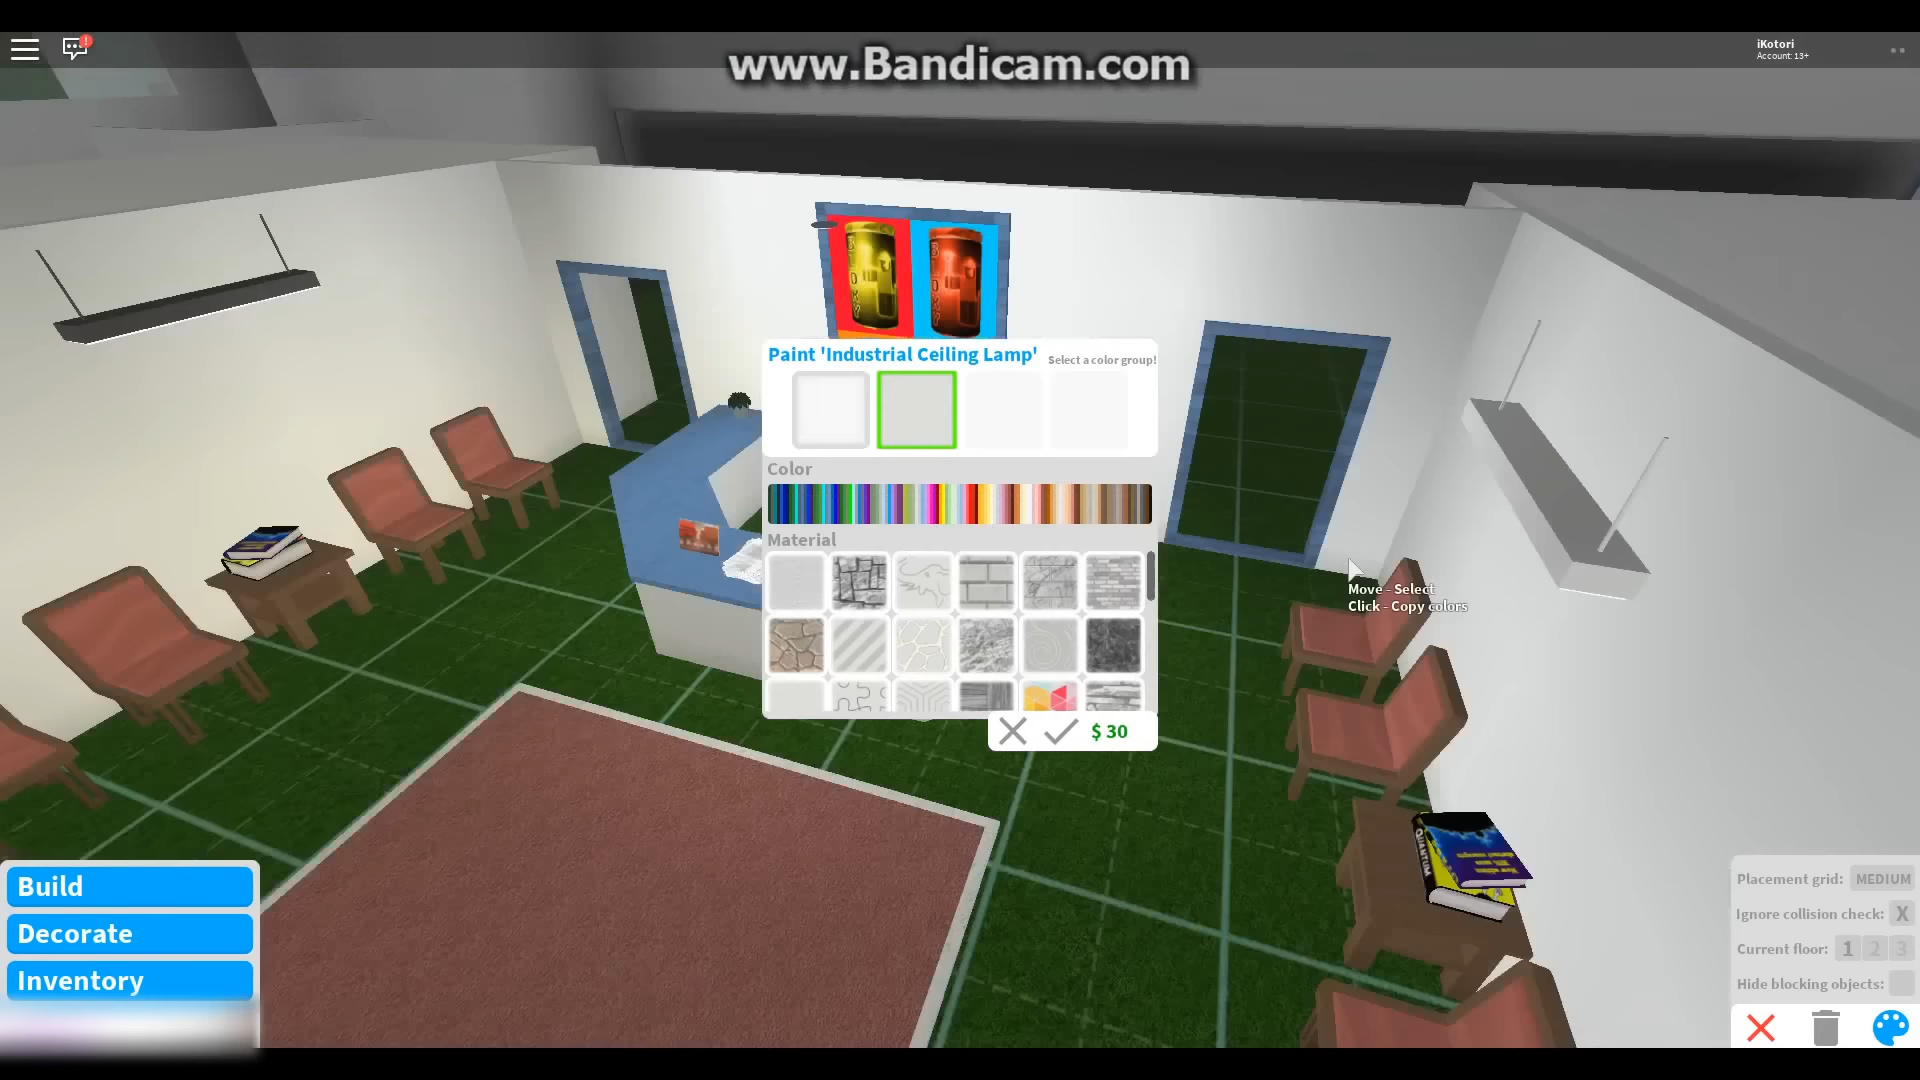 www.Bandicam.com
iKotori
Account: 13+
!
BLOXY
Paint 'Industrial Ceiling Lamp'
Select a color group!
Color
Material
Move - Select
Click - Copy colors
$ 30
QUANTUM
Build
Decorate
Inventory
Placement grid: MEDIUM
Ignore collision check: X
Current floor: 1 2 3
Hide blocking objects: